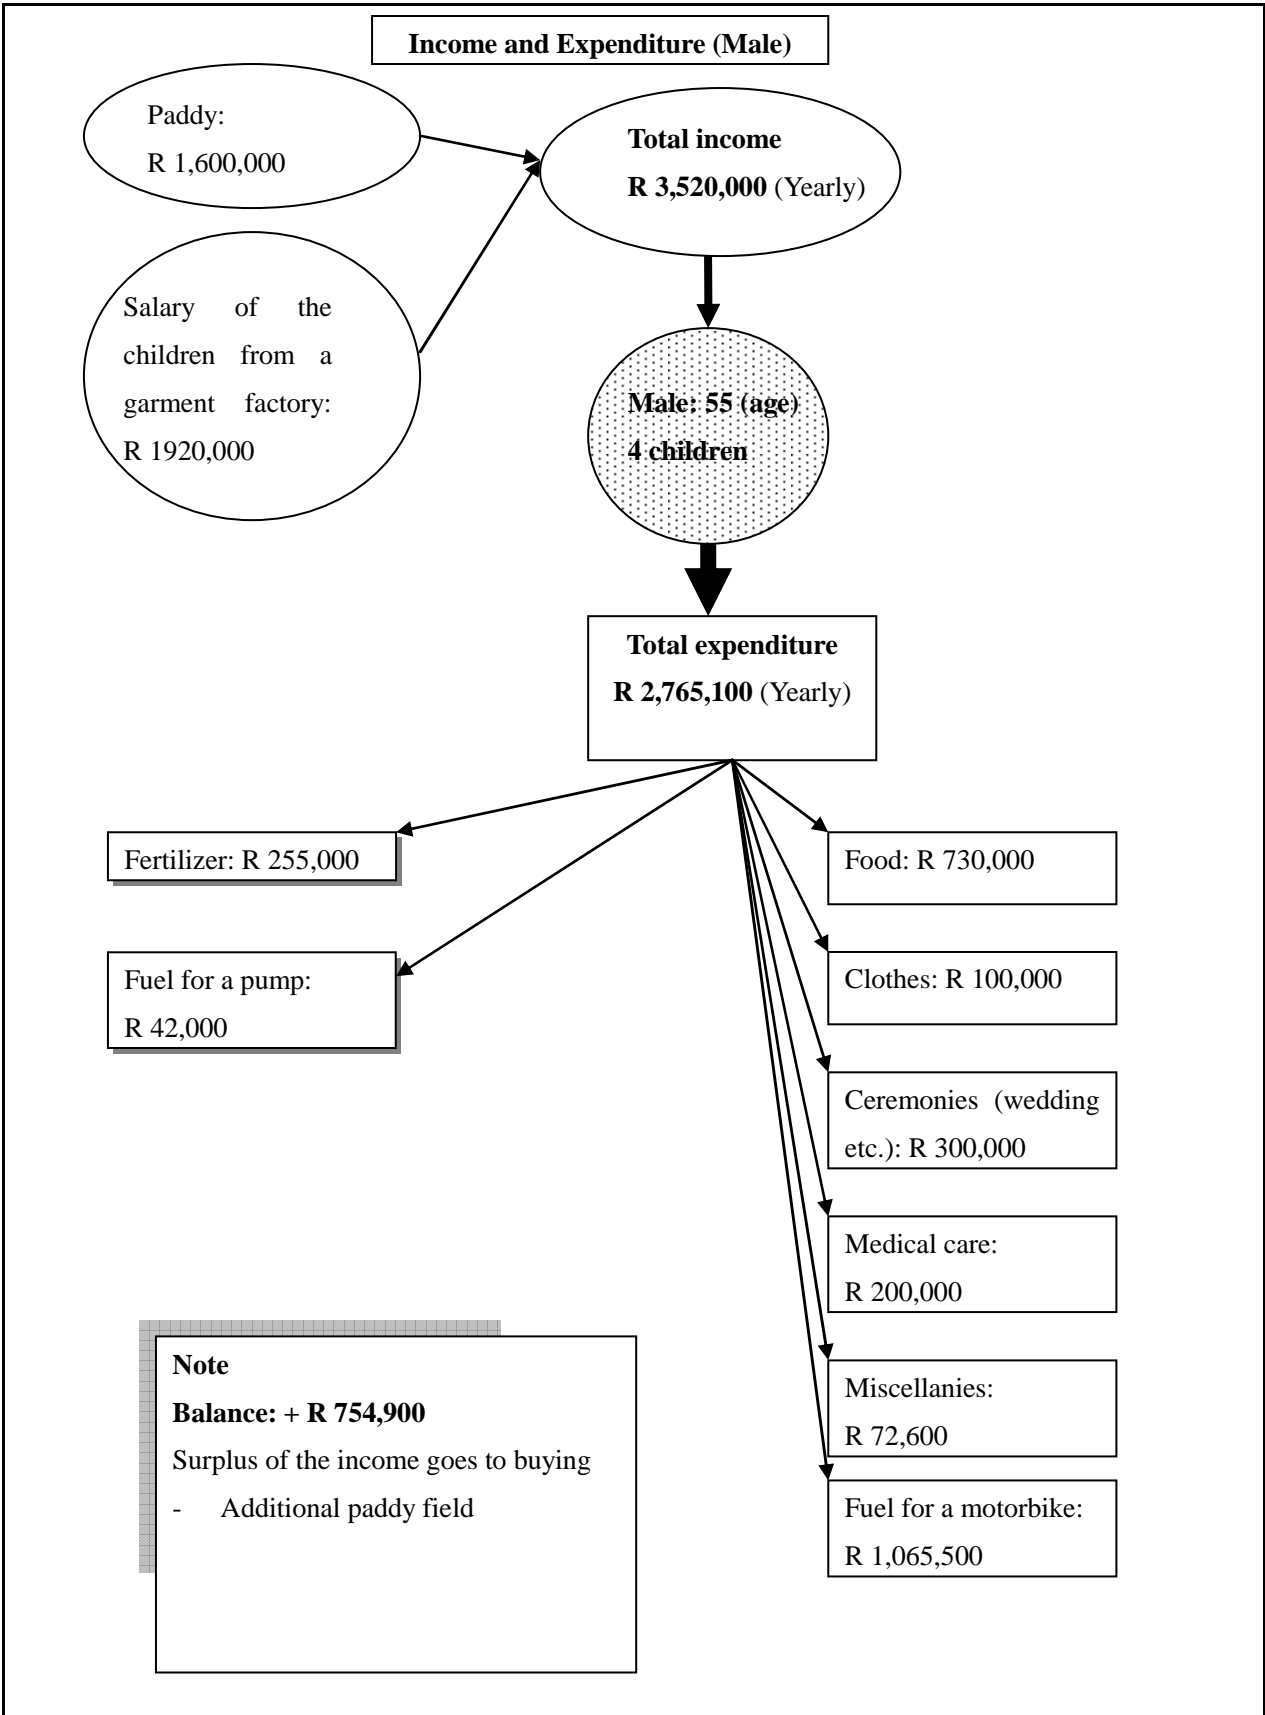 Income and Expenditure (Male)
Paddy:
R 1,600,000
Total income
R 3,520,000 (Yearly)
Salary of the
children from a
garment factory:
R 1920,000
Male: 55 (age)
4 children
Total expenditure
R 2,765,100 (Yearly)
Fertilizer: R 255,000
Fuel for a pump:
R 42,000
Food: R 730,000
Clothes: R 100,000
Ceremonies (wedding
etc.): R 300,000
Medical care:
R 200,000
Miscellanies:
R 72,600
Fuel for a motorbike:
R 1,065,500
Note
Balance: + R 754,900
Surplus of the income goes to buying
- Additional paddy field